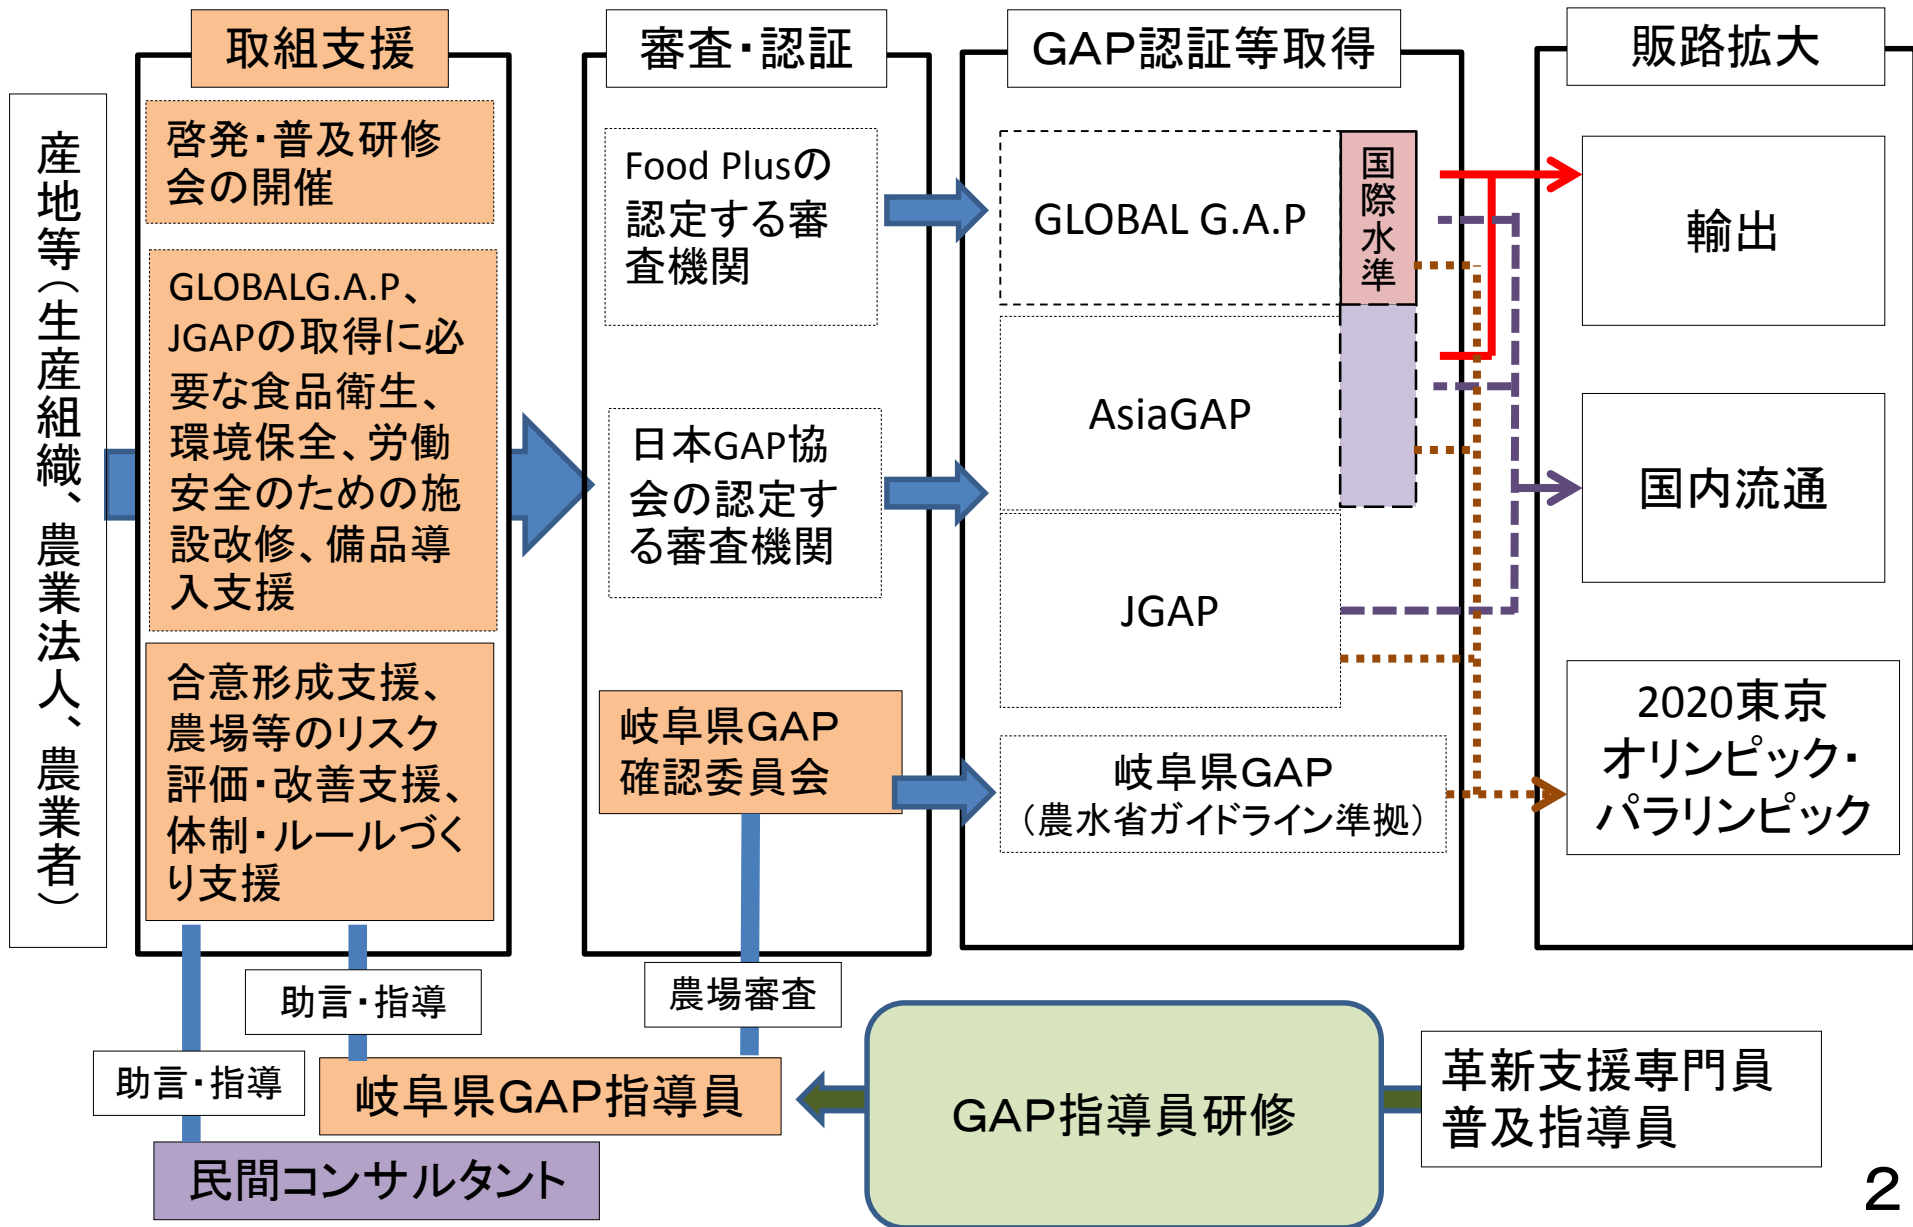 取組支援
審査・認証
GAP認証等取得
販路拡大
産地等(生産組織、農業法人、農業者)
啓発・普及研修
会の開催
GLOBALG.A.P、
JGAPの取得に必
要な食品衛生、
環境保全、労働
安全のための施
設改修、備品導
入支援
合意形成支援、
農場等のリスク
評価・改善支援、
体制・ルールづく
り支援
Food Plusの
認定する審
査機関
日本GAP協
会の認定す
る審査機関
岐阜県GAP
確認委員会
GLOBAL G.A.P
国際水準
AsiaGAP
JGAP
岐阜県GAP
(農水省ガイドライン準拠)
輸出
国内流通
2020東京
オリンピック・
パラリンピック
助言・指導
農場審査
助言・指導
岐阜県GAP指導員
民間コンサルタント
GAP指導員研修
革新支援専門員
普及指導員
2